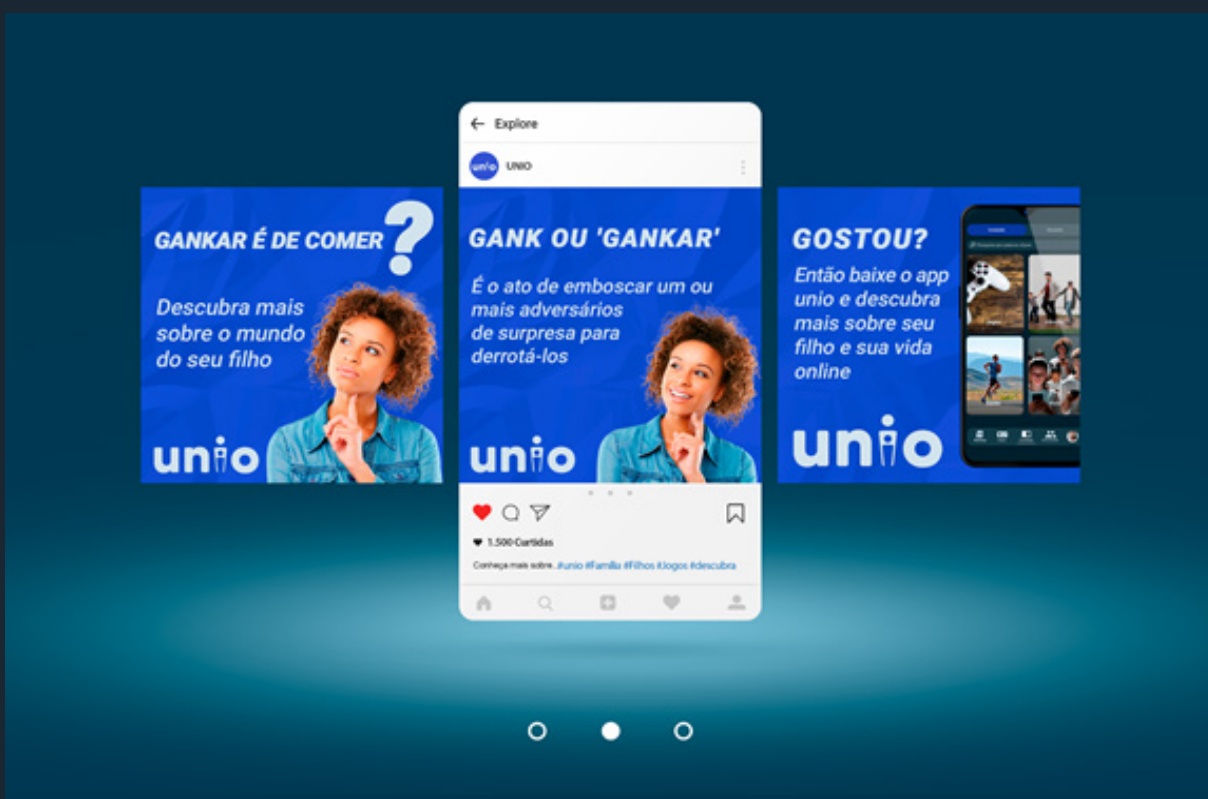 Explore
unio UNIO
GANKAR É DE COMER?
Descubra mais
sobre o mundo
do seu filho
unio
GANK OU 'GANKAR'
É o ato de emboscar um ou
mais adversários
de surpresa para
derrotá-los
unio
GOSTOU?
Então baixe o app
unio e descubra
mais sobre seu
filho e sua vida
online
unio
1.500 Curtidas
Conheça mais sobre..#unio #Família #Filhos #Jogos #descubra